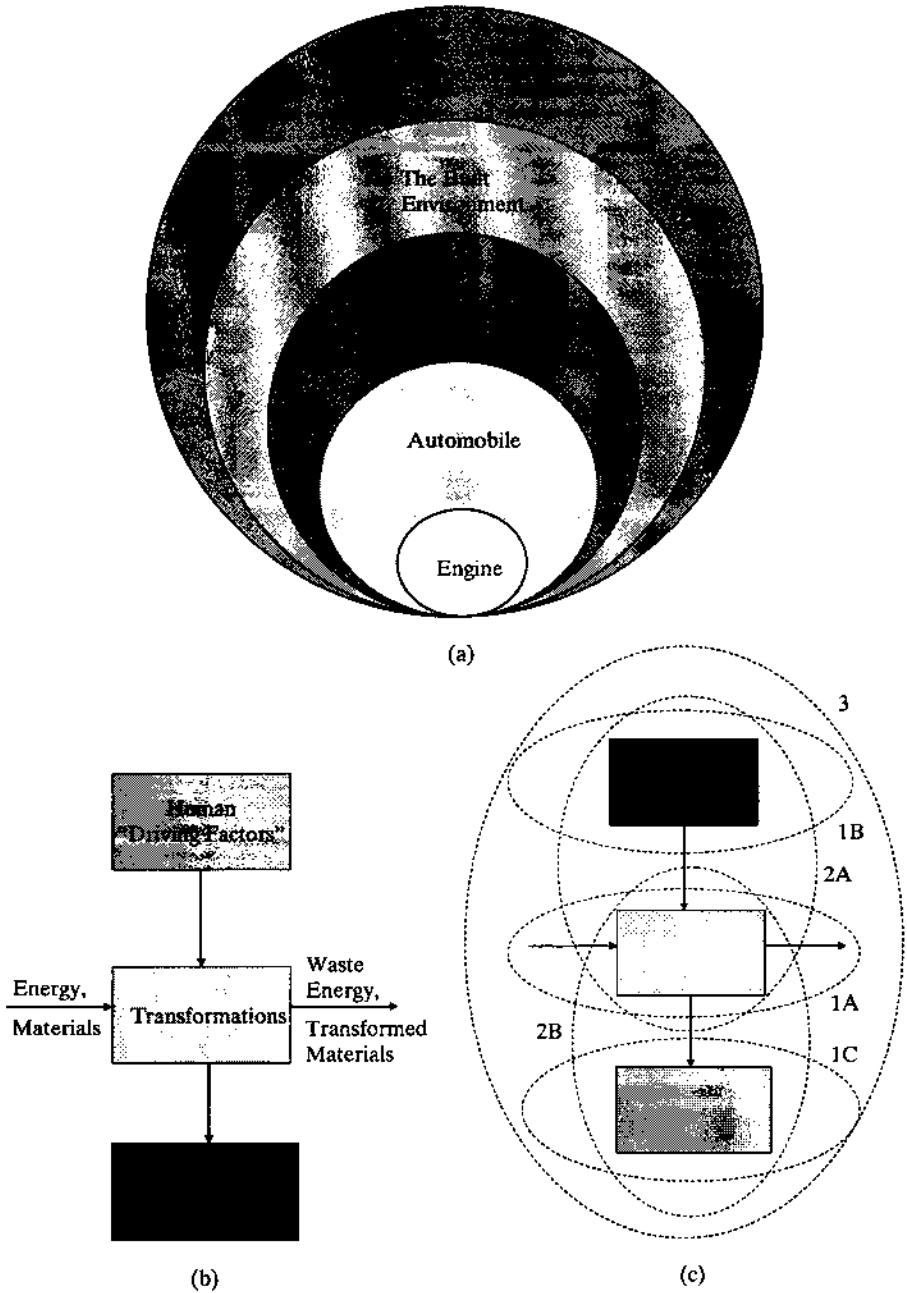 The Built
Environment
Automobile
Engine
(a)
Human
"Driving Factors"
Energy,
Materials
Transformations
Waste
Energy,
Transformed
Materials
(b)
3
1B
2A
1A
2B
1C
(c)